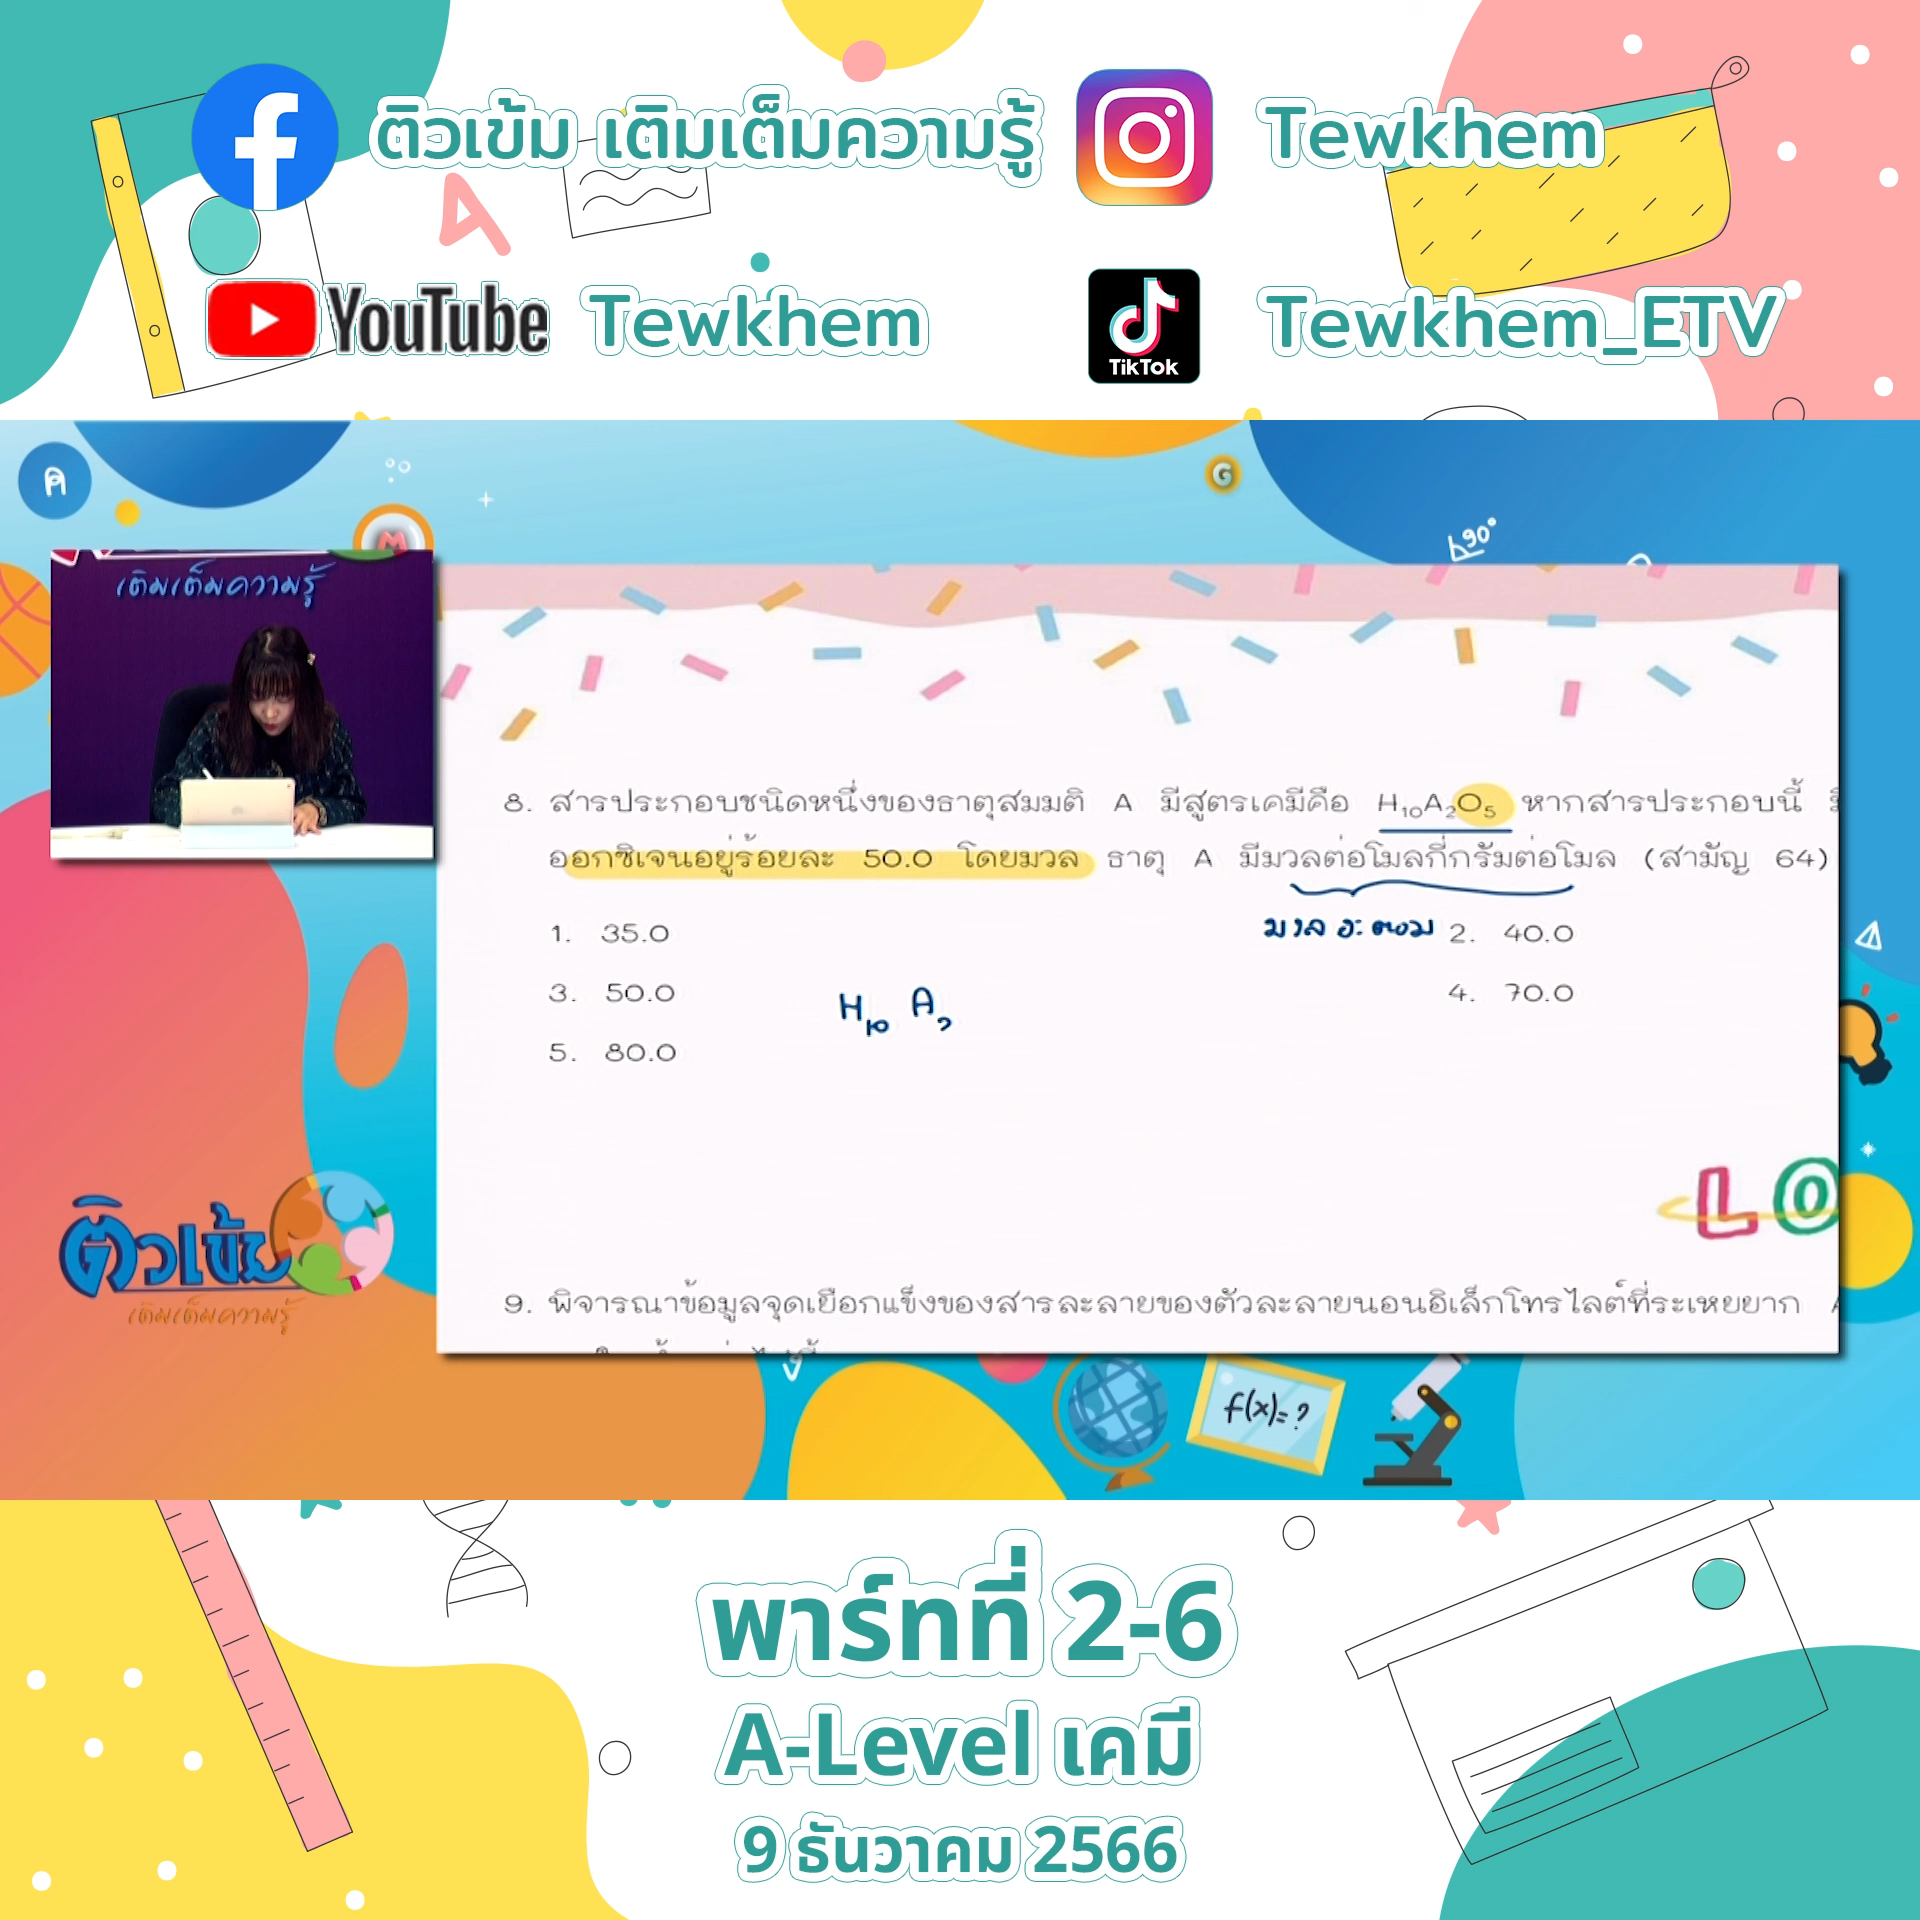 ติวเข้ม เติมเต็มความรู้
Tewkhem
YouTube Tewkhem
TikTok
Tewkhem_ETV
ค
G
90°
M
เติมเต็มความรู้
8. สารประกอบชนิดหนึ่งของธาตุสมมติ A มีสูตรเคมีคือ H₁₀A₂O₅ หากสารประกอบนี้
ออกซิเจนอยู่ร้อยละ 50.0 โดยมวล ธาตุ A มีมวลต่อโมลกี่กรัมต่อโมล (สามัญ 64)
มวลอะตอม
1. 35.0
2. 40.0
3. 50.0
4. 70.0
5. 80.0
H₁₀ A₂
LO
9. พิจารณาข้อมูลจุดเยือกแข็งของสารละลายของตัวละลายนอนอิเล็กโทรไลต์ที่ระเหยยาก
ติวเข้ม
เติมเต็มความรู้
f(x)=?
พาร์ทที่ 2-6
A-Level เคมี
9 ธันวาคม 2566